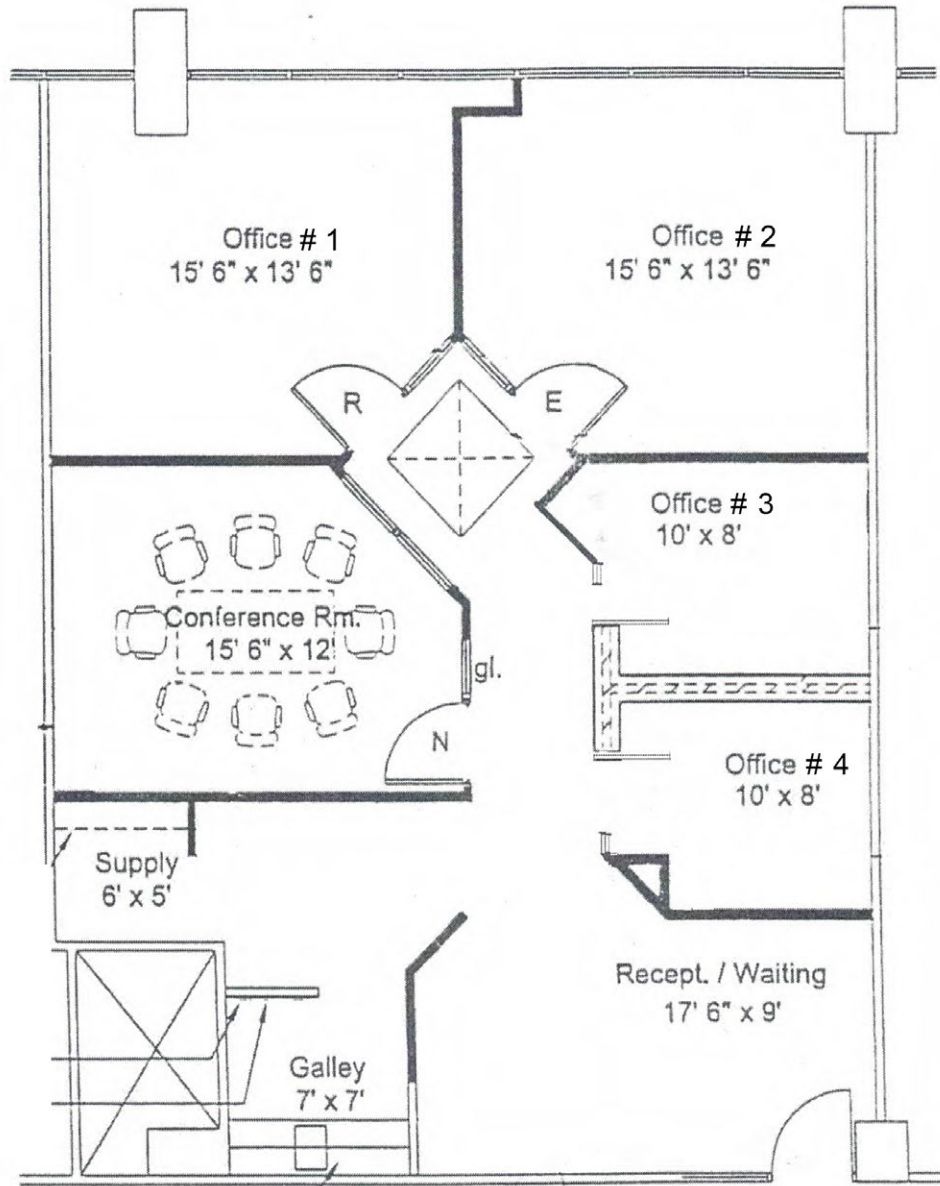 Office # 1
15' 6" x 13' 6"
Office # 2
15' 6" x 13' 6"
R
E
Office # 3
10' x 8'
Conference Rm.
15' 6" x 12'
gl.
N
Office # 4
10' x 8'
Supply
6' x 5'
Recept. / Waiting
17' 6" x 9'
Galley
7' x 7'